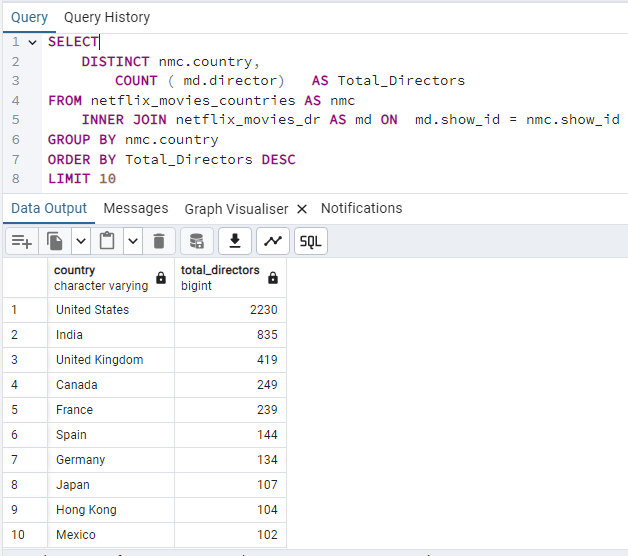 Query Query History
1 SELECT
2 DISTINCT nmc.country,
3 COUNT ( md.director) AS Total_Directors
4 FROM netflix_movies_countries AS nmc
5 INNER JOIN netflix_movies_dr AS md ON md.show_id = nmc.show_id
6 GROUP BY nmc.country
7 ORDER BY Total_Directors DESC
8 LIMIT 10
Data Output Messages Graph Visualiser Notifications
SQL
country total_directors
character varying bigint
1 United States 2230
2 India 835
3 United Kingdom 419
4 Canada 249
5 France 239
6 Spain 144
7 Germany 134
8 Japan 107
9 Hong Kong 104
10 Mexico 102